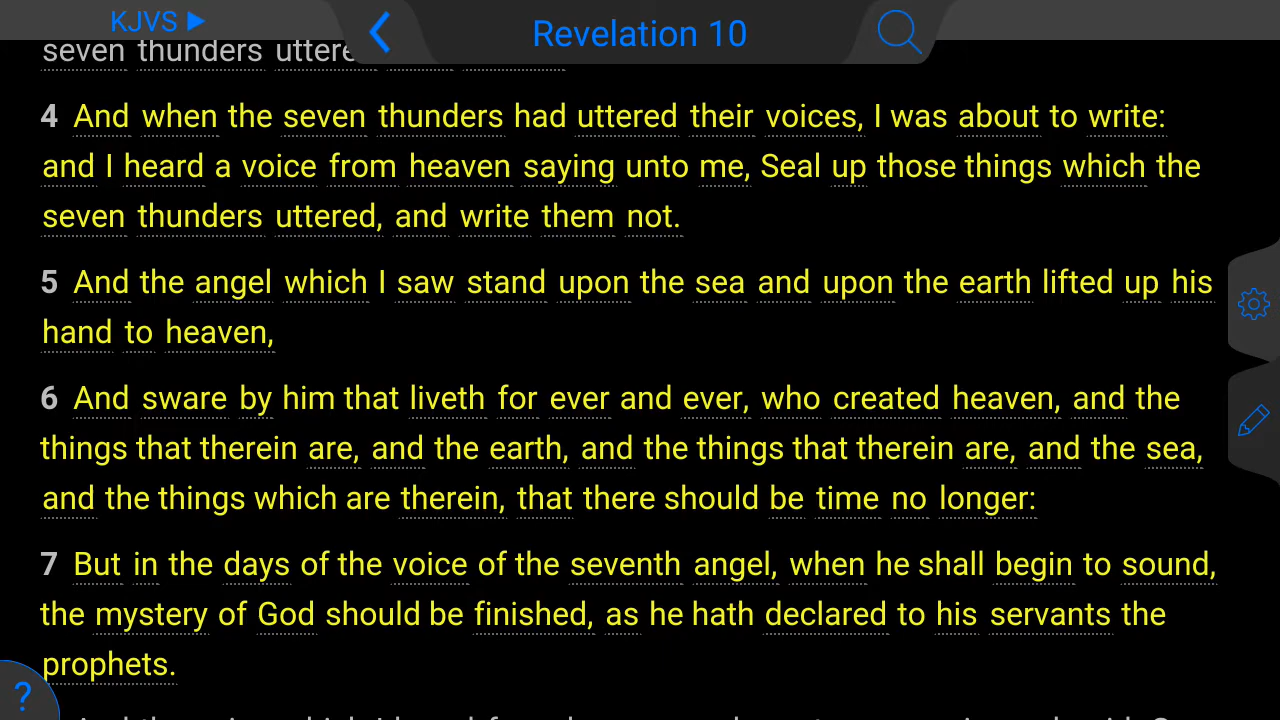 KJVS ▶
Revelation 10
seven thunders uttere
4 And when the seven thunders had uttered their voices, I was about to write:
and I heard a voice from heaven saying unto me, Seal up those things which the
seven thunders uttered, and write them not.
5 And the angel which I saw stand upon the sea and upon the earth lifted up his
hand to heaven,
6 And sware by him that liveth for ever and ever, who created heaven, and the
things that therein are, and the earth, and the things that therein are, and the sea,
and the things which are therein, that there should be time no longer:
7 But in the days of the voice of the seventh angel, when he shall begin to sound,
the mystery of God should be finished, as he hath declared to his servants the
prophets.
?